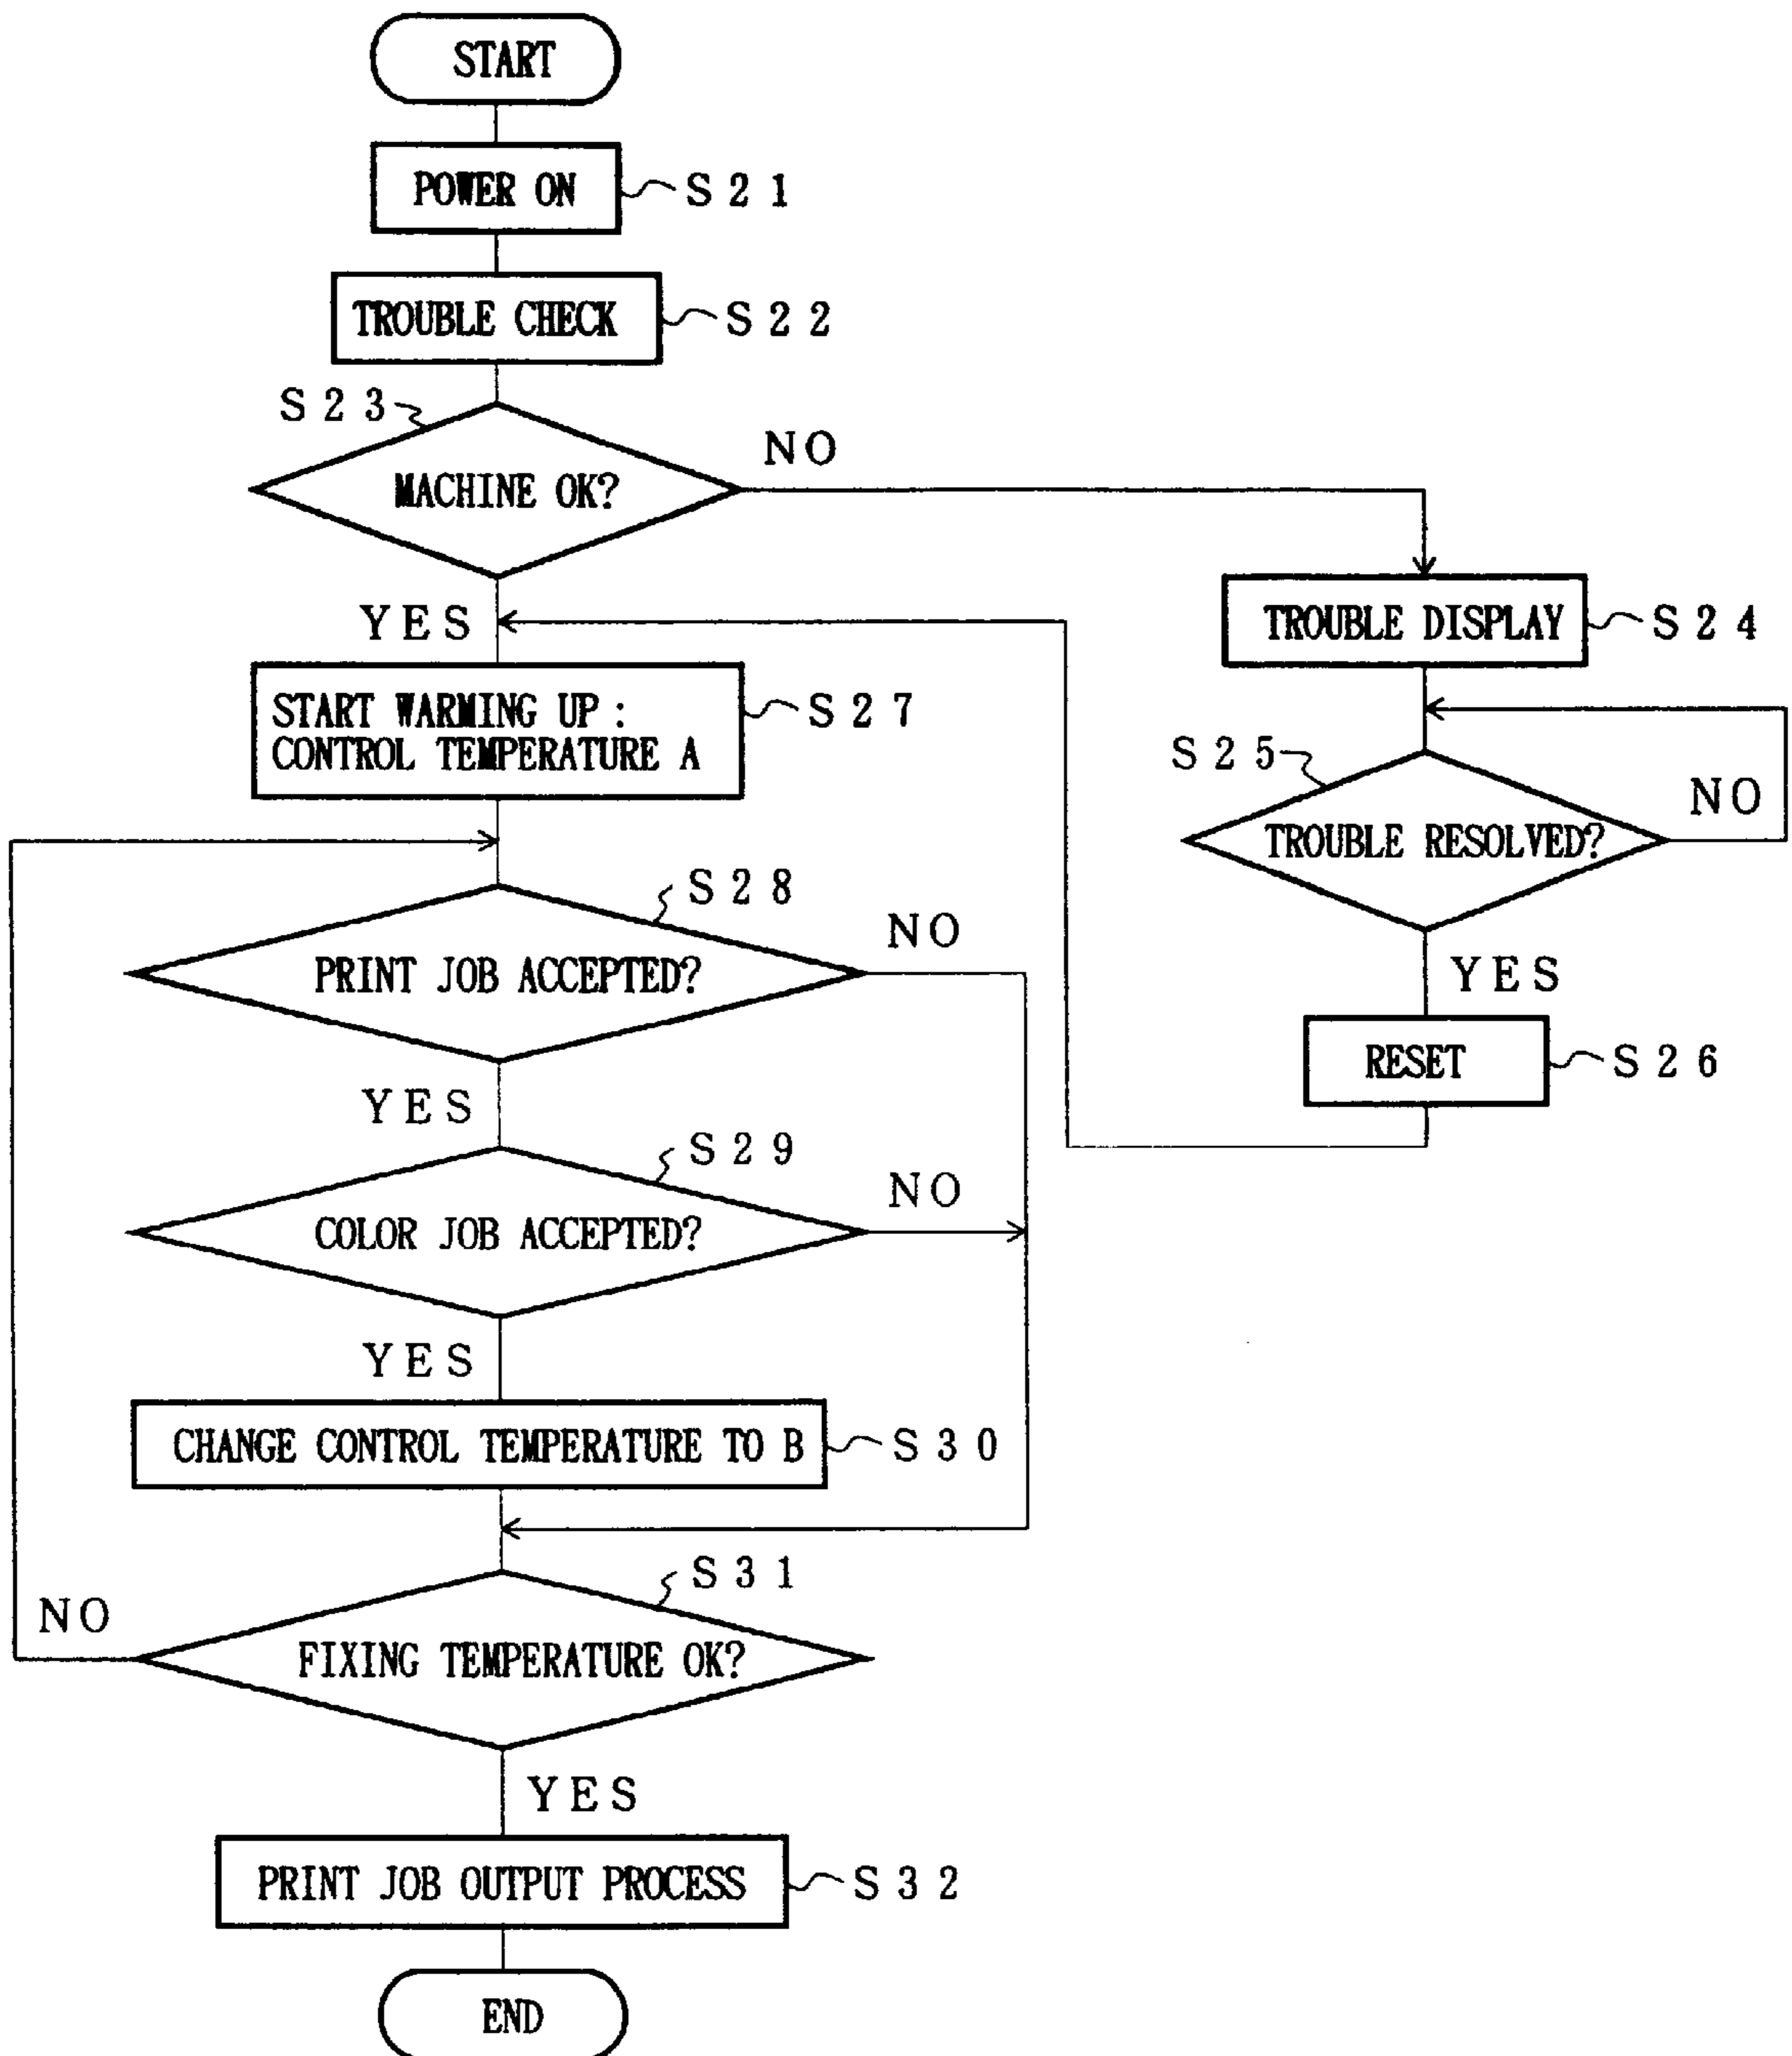 START
POWER ON
S21
TROUBLE CHECK
S22
S23
MACHINE OK?
NO
YES
TROUBLE DISPLAY
S24
START WARMING UP :
CONTROL TEMPERATURE A
S27
S25
TROUBLE RESOLVED?
NO
YES
RESET
S26
S28
PRINT JOB ACCEPTED?
NO
YES
S29
COLOR JOB ACCEPTED?
NO
YES
CHANGE CONTROL TEMPERATURE TO B
S30
S31
FIXING TEMPERATURE OK?
NO
YES
PRINT JOB OUTPUT PROCESS
S32
END